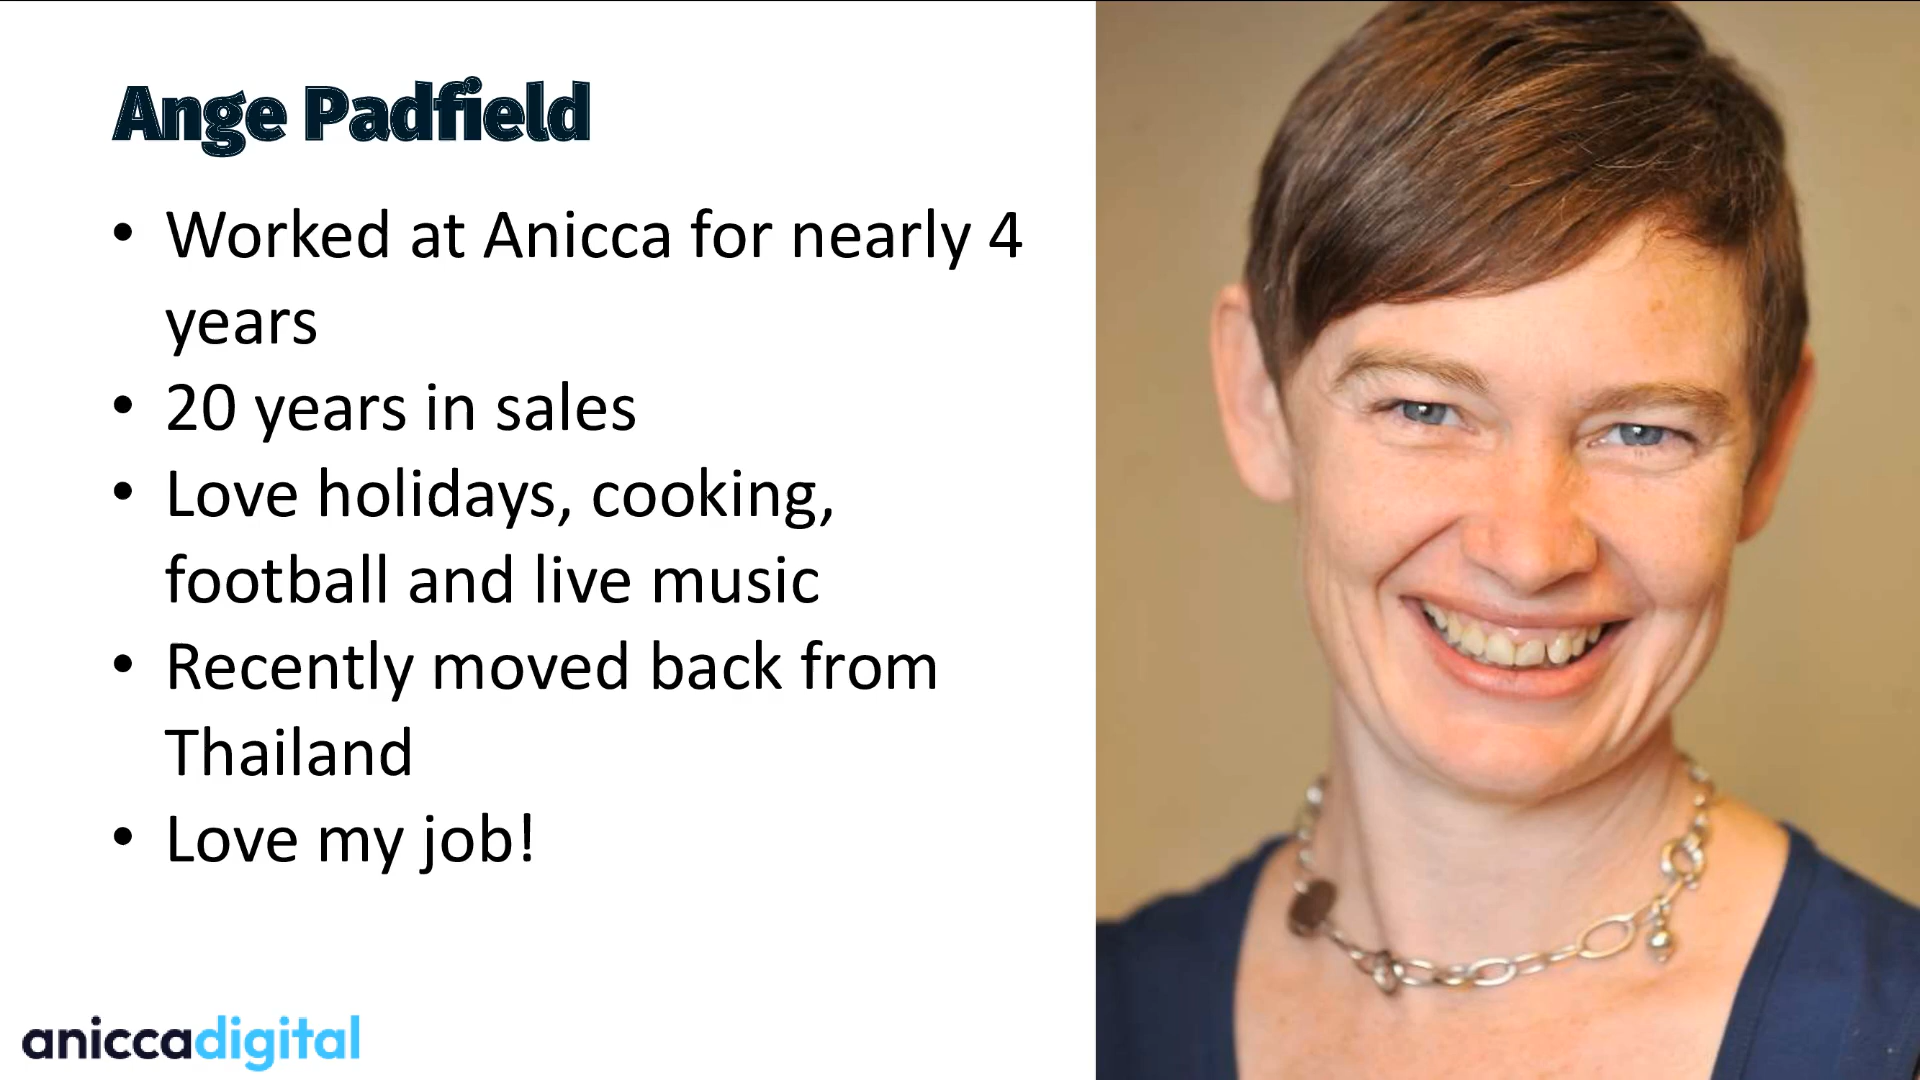 Ange Padfield
• Worked at Anicca for nearly 4
years
• 20 years in sales
• Love holidays, cooking,
football and live music
• Recently moved back from
Thailand
• Love my job!
aniccadigital